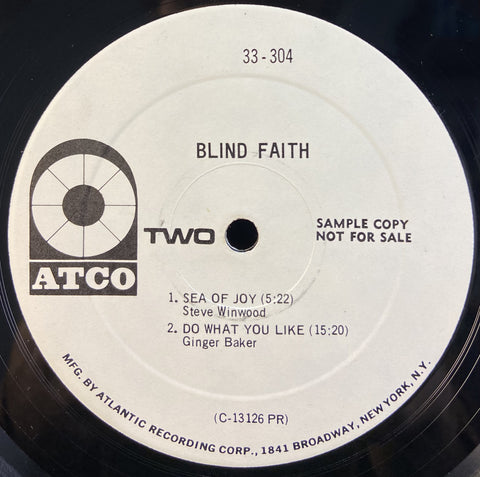 33-304
BLIND FAITH
ATCO
TWO
SAMPLE COPY
NOT FOR SALE
1. SEA OF JOY (5:22)
Steve Winwood
2. DO WHAT YOU LIKE (15:20)
Ginger Baker
(C-13126 PR)
MFG. BY ATLANTIC RECORDING CORP., 1841 BROADWAY, NEW YORK, N.Y.